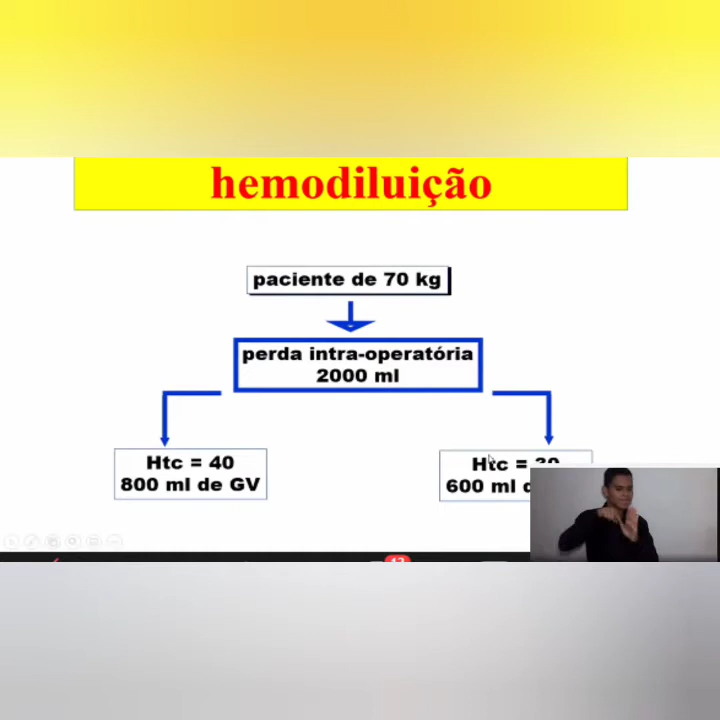 hemodiluição
paciente de 70 kg
perda intra-operatória
2000 ml
Htc = 40
800 ml de GV
Htc = 30
600 ml